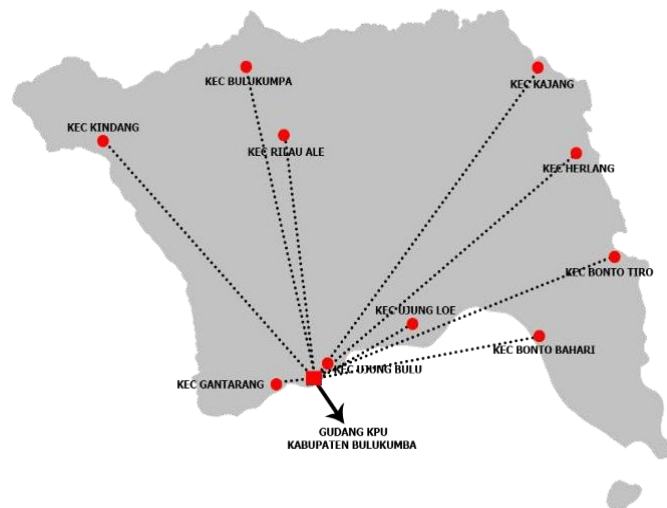 KEC BULUKUMPA
KEC KAJANG
KEC KINDANG
KEC RILAU ALE
KEC HERLANG
KEC BONTO TIRO
KEC UJUNG LOE
KEC BONTO BAHARI
KEC UJUNG BULU
KEC GANTARANG
GUDANG KPU
KABUPATEN BULUKUMBA